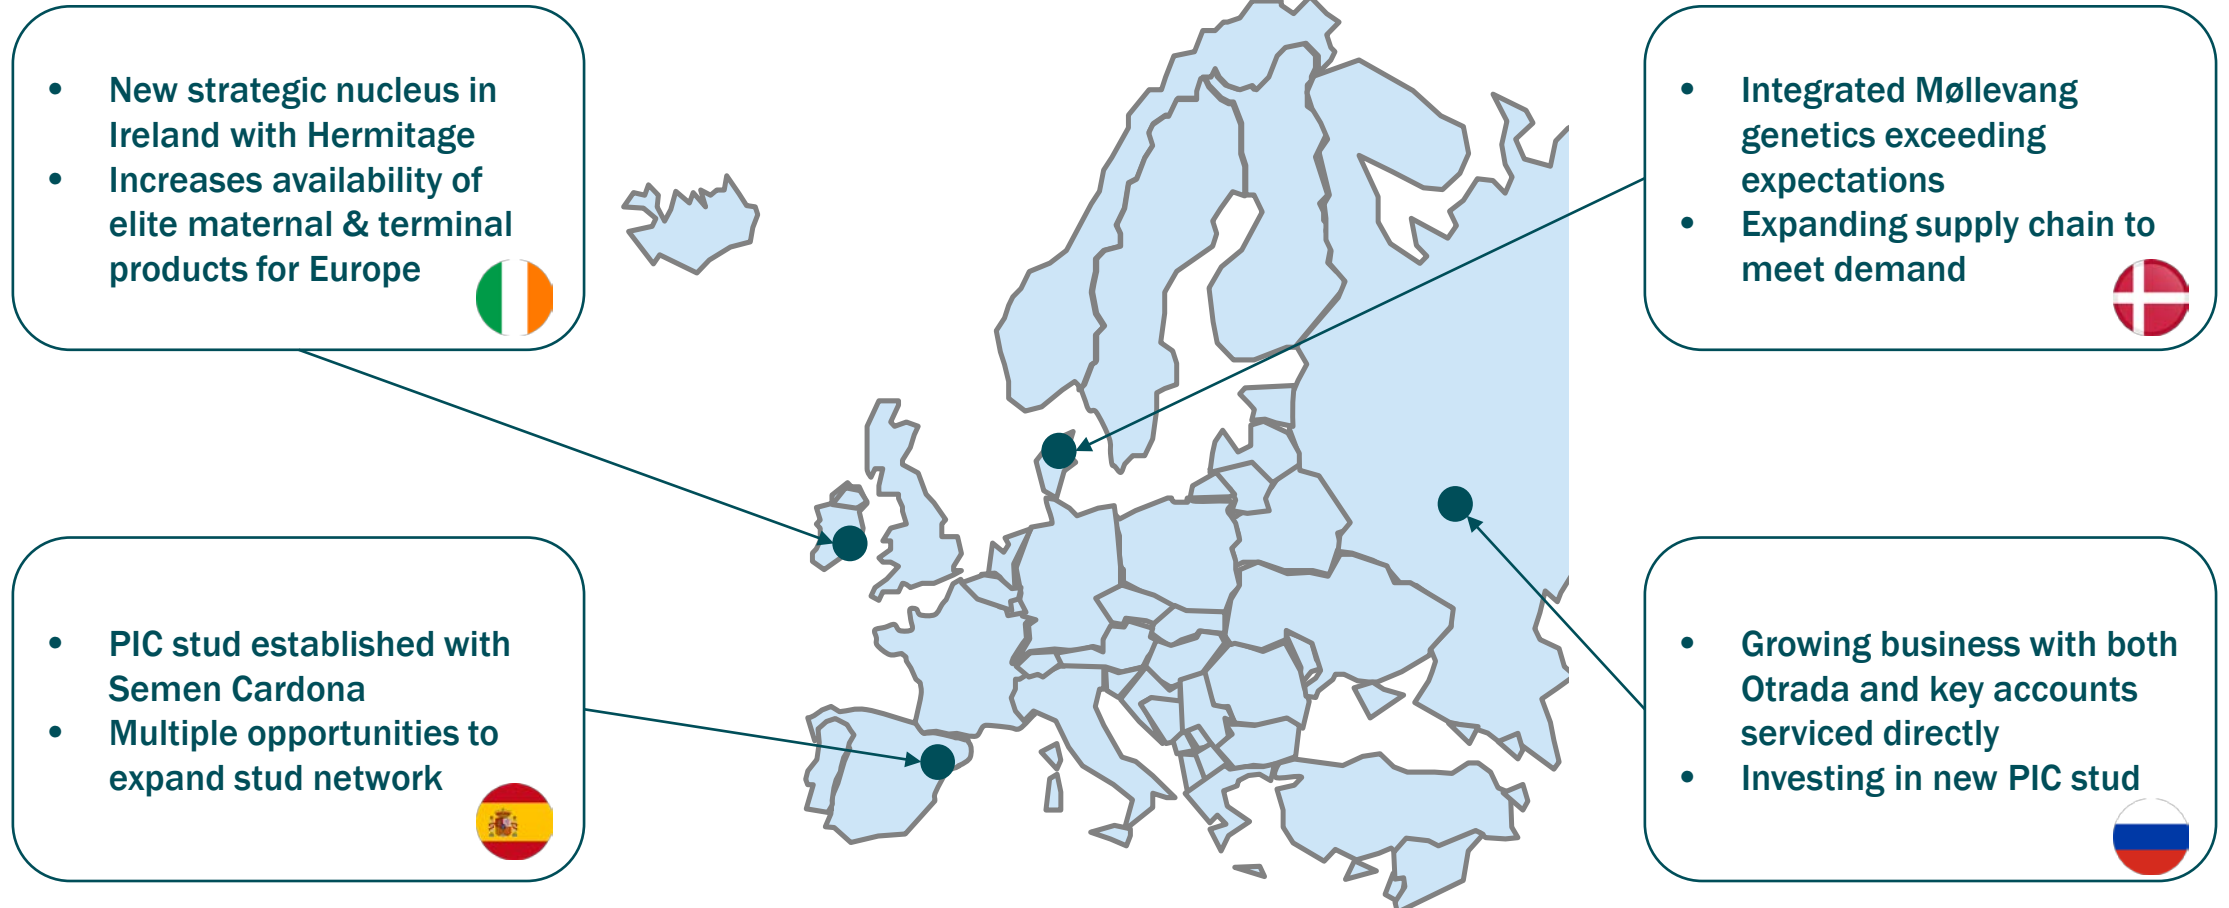 • New strategic nucleus in
Ireland with Hermitage
• Increases availability of
elite maternal & terminal
products for Europe
• Integrated Møllevang
genetics exceeding
expectations
• Expanding supply chain to
meet demand
• PIC stud established with
Semen Cardona
• Multiple opportunities to
expand stud network
• Growing business with both
Otrada and key accounts
serviced directly
• Investing in new PIC stud